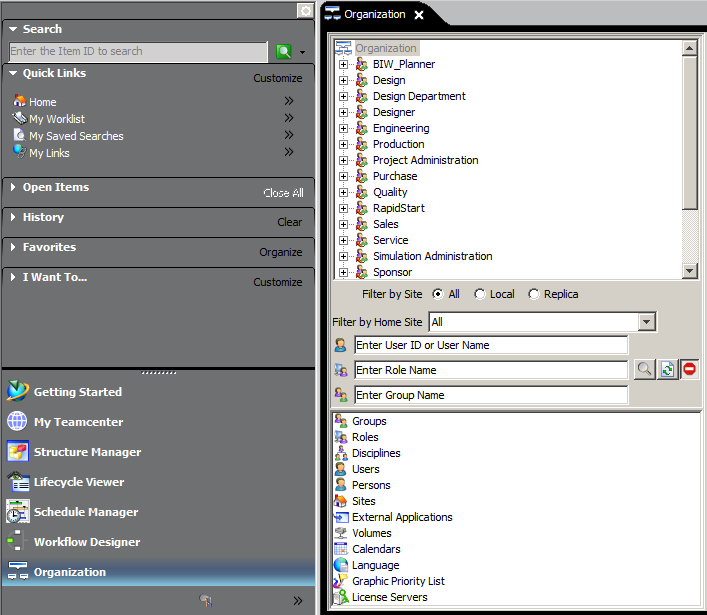 Search
Enter the Item ID to search
Quick Links
Customize
Home
My Worklist
My Saved Searches
My Links
Open Items
Close All
History
Clear
Favorites
Organize
I Want To...
Customize
Getting Started
My Teamcenter
Structure Manager
Lifecycle Viewer
Schedule Manager
Workflow Designer
Organization
Organization
Organization
BIW_Planner
Design
Design Department
Designer
Engineering
Production
Project Administration
Purchase
Quality
RapidStart
Sales
Service
Simulation Administration
Sponsor
Filter by Site All Local Replica
Filter by Home Site All
Enter User ID or User Name
Enter Role Name
Enter Group Name
Groups
Roles
Disciplines
Users
Persons
Sites
External Applications
Volumes
Calendars
Language
Graphic Priority List
License Servers